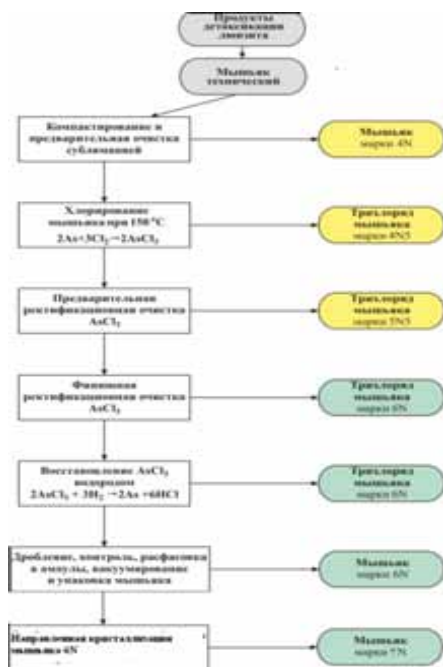 Продукты
детоксикации
люизита
Мышьяк
технический
Компактирование и
предварительная очистка
сублимацией
Мышьяк
марки 4N
Хлорирование
мышьяка при 150 °С
2As+3Cl₂→2AsCl₃
Трихлорид
мышьяка
марки 4N5
Предварительная
ректификационная очистка
AsCl₃
Трихлорид
мышьяка
марки 5N5
Финишная
ректификационная очистка
AsCl₃
Трихлорид
мышьяка
марки 6N
Восстановление AsCl₃
водородом
2AsCl₃ + 3H₂ →2As +6HCl
Трихлорид
мышьяка
марки 6N
Дробление, контроль, расфасовка
в ампулы, вакуумирование
и упаковка мышьяка
Мышьяк
марки 6N
Направленная кристаллизация
мышьяка 6N
Мышьяк
марки 7N